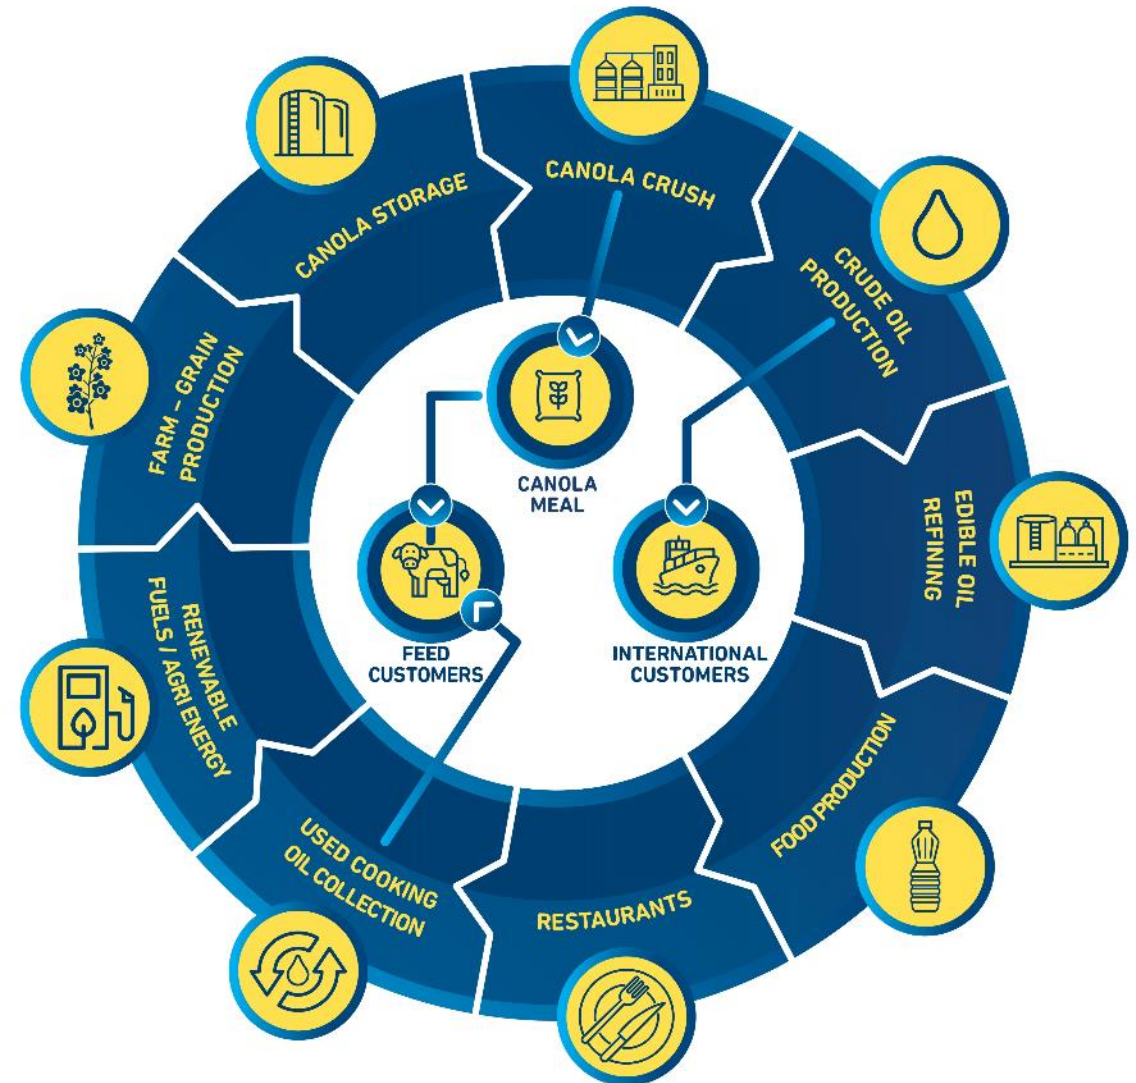 CANOLA STORAGE
CANOLA CRUSH
CRUDE OIL
PRODUCTION
EDIBLE OIL
REFINING
FOOD PRODUCTION
RESTAURANTS
USED COOKING
OIL COLLECTION
RENEWABLE
FUELS / AGRI ENERGY
FARM – GRAIN
PRODUCTION
CANOLA
MEAL
FEED
CUSTOMERS
INTERNATIONAL
CUSTOMERS